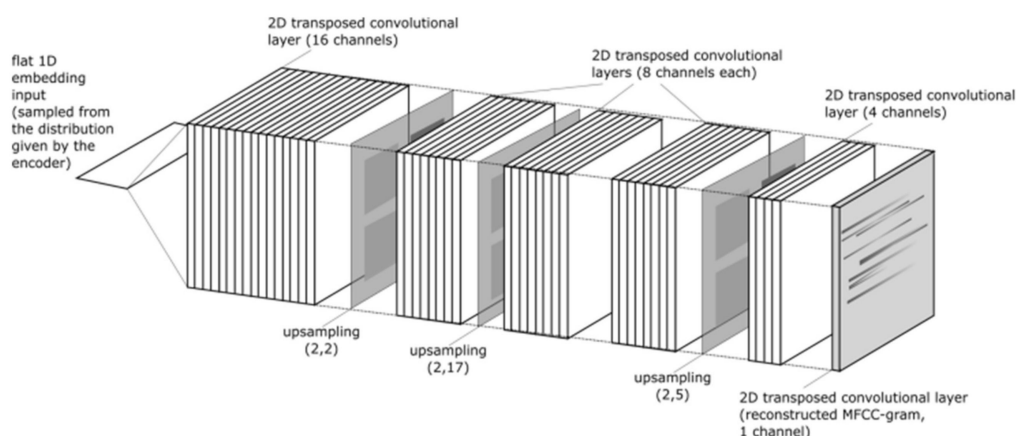 2D transposed convolutional
layer (16 channels)
flat 1D
embedding
input
(sampled from
the distribution
given by the
encoder)
2D transposed convolutional
layers (8 channels each)
2D transposed convolutional
layer (4 channels)
upsampling
(2,2)
upsampling
(2,17)
upsampling
(2,5)
2D transposed convolutional layer
(reconstructed MFCC-gram,
1 channel)